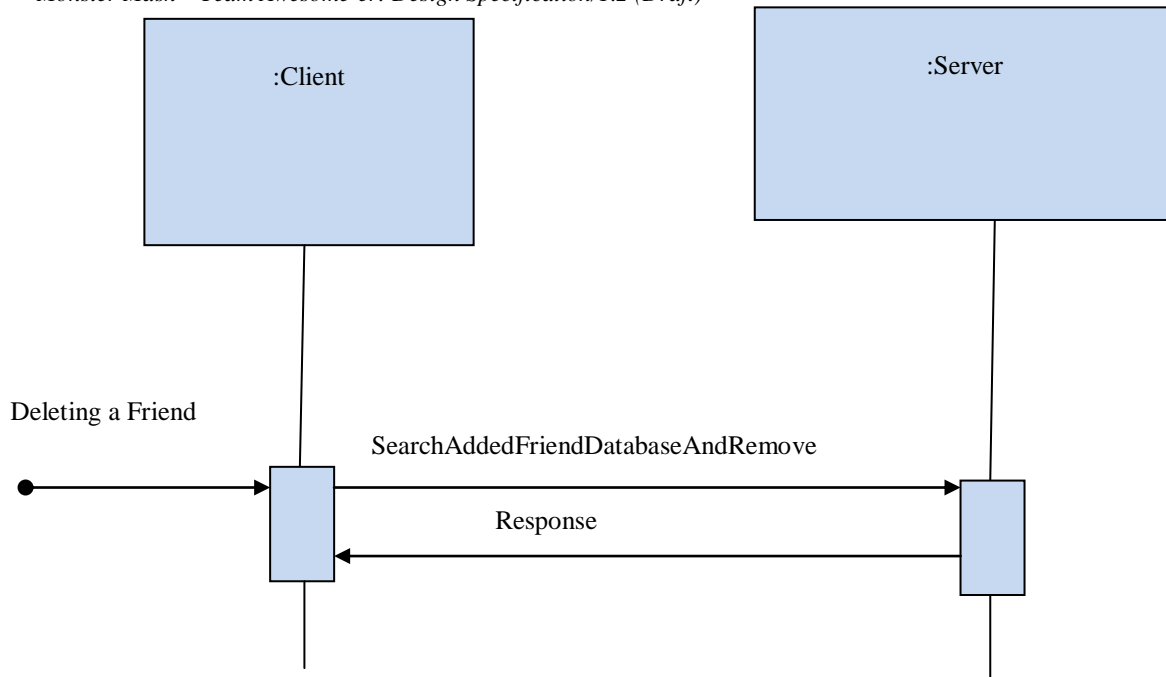 :Client
:Server
Deleting a Friend
SearchAddedFriendDatabaseAndRemove
Response